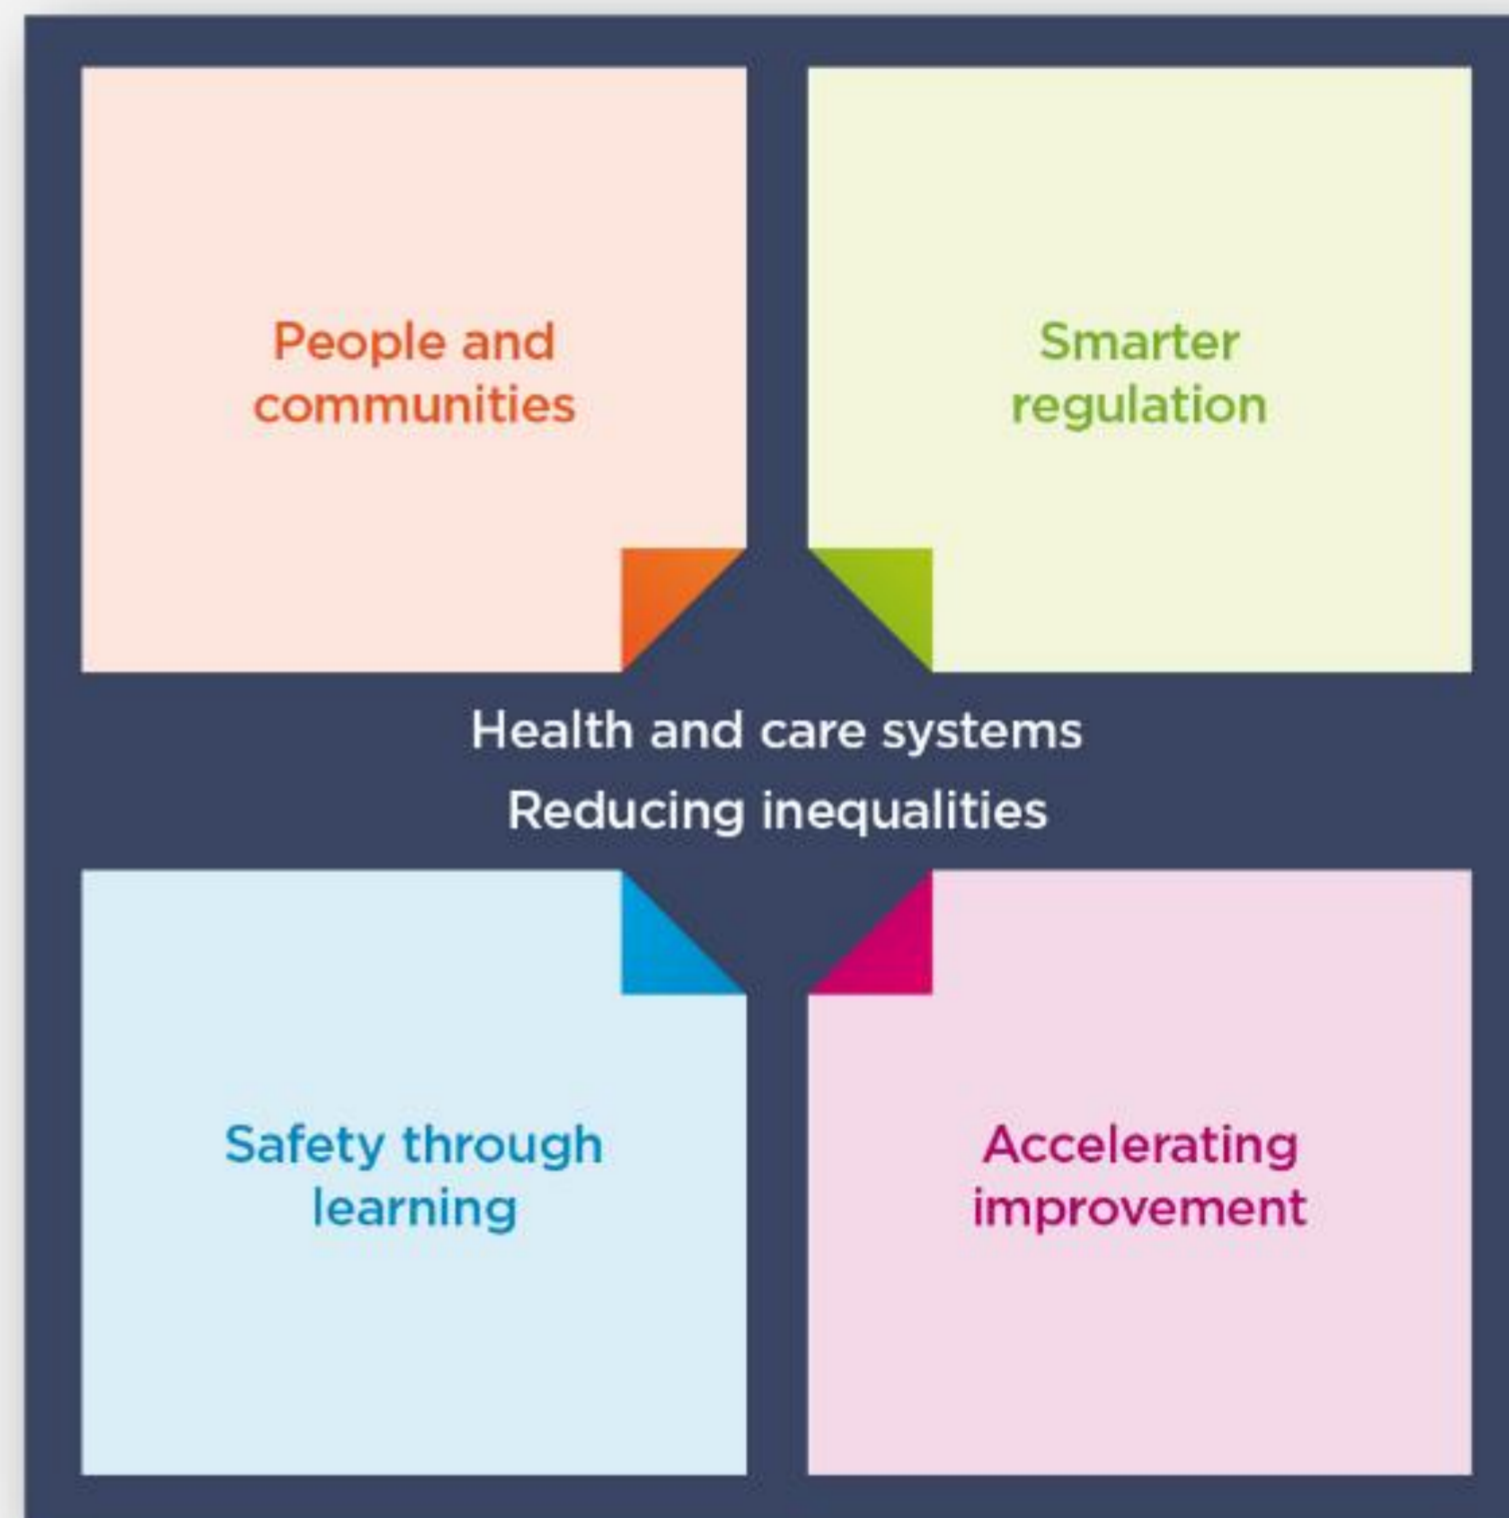 People and
communities
Smarter
regulation
Health and care systems
Reducing inequalities
Safety through
learning
Accelerating
improvement